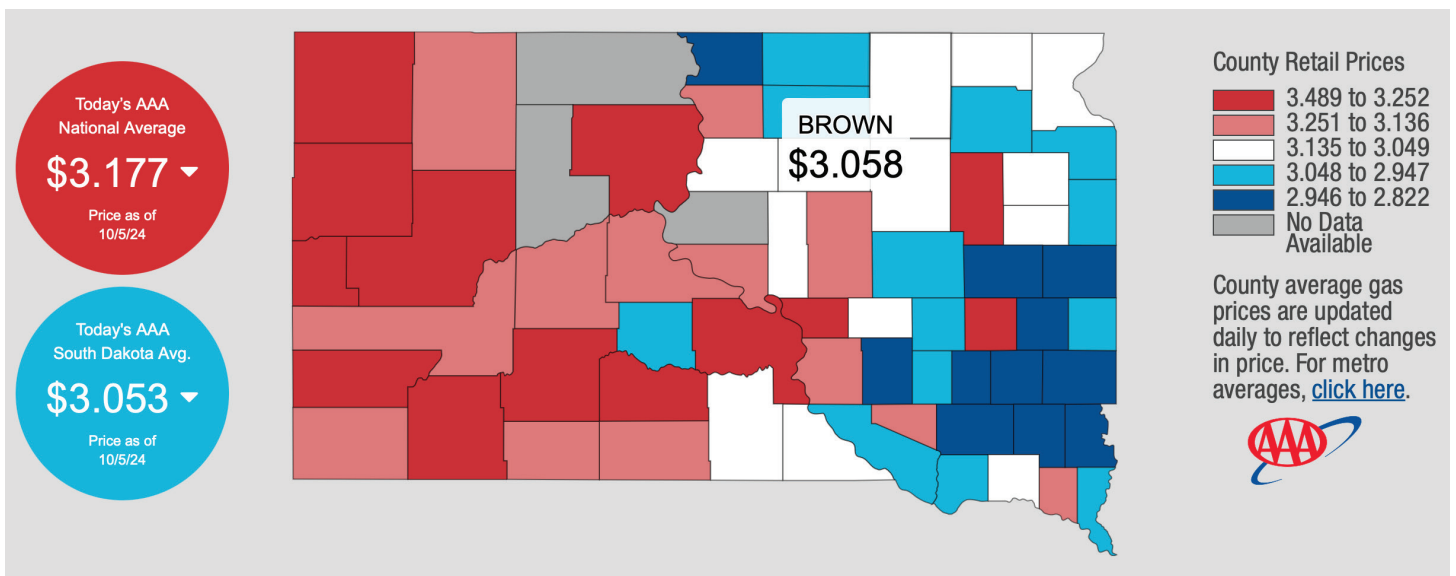 Today's AAA
National Average
$3.177
Price as of
10/5/24
Today's AAA
South Dakota Avg.
$3.053
Price as of
10/5/24
BROWN
$3.058
County Retail Prices
3.489 to 3.252
3.251 to 3.136
3.135 to 3.049
3.048 to 2.947
2.946 to 2.822
No Data
Available
County average gas
prices are updated
daily to reflect changes
in price. For metro
averages, click here.
AAA